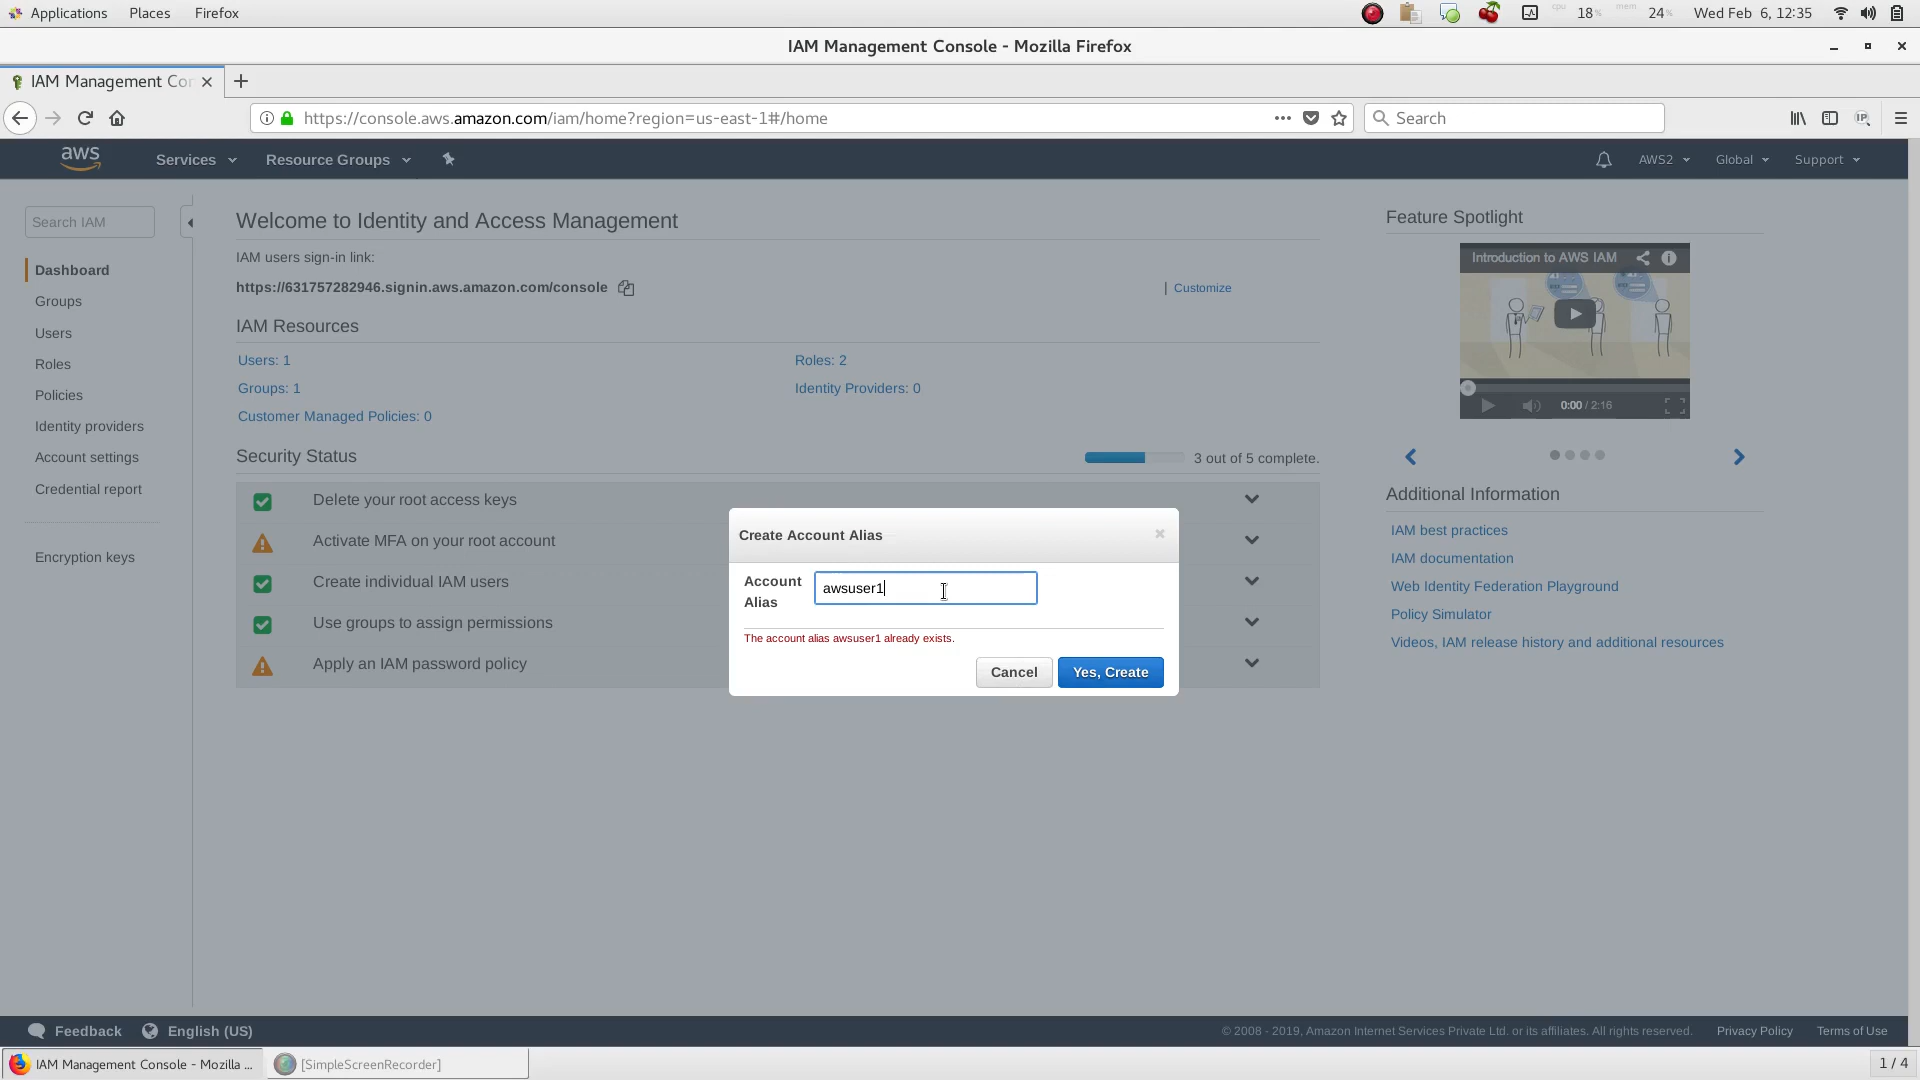 Applications Places Firefox
cpu 18% mem 24% Wed Feb 6, 12:35
IAM Management Console - Mozilla Firefox
IAM Management Con
https://console.aws.amazon.com/iam/home?region=us-east-1#/home
Search
IP
aws
Services Resource Groups
AWS2 Global Support
Search IAM
Dashboard
Groups
Users
Roles
Policies
Identity providers
Account settings
Credential report
Encryption keys
Welcome to Identity and Access Management
IAM users sign-in link:
https://631757282946.signin.aws.amazon.com/console
| Customize
IAM Resources
Users: 1
Roles: 2
Groups: 1
Identity Providers: 0
Customer Managed Policies: 0
Security Status
3 out of 5 complete.
Delete your root access keys
Activate MFA on your root account
Create individual IAM users
Use groups to assign permissions
Apply an IAM password policy
Create Account Alias
Account
Alias
awsuser1
The account alias awsuser1 already exists.
Cancel
Yes, Create
Feature Spotlight
Introduction to AWS IAM
0:00 / 2:16
Additional Information
IAM best practices
IAM documentation
Web Identity Federation Playground
Policy Simulator
Videos, IAM release history and additional resources
Feedback English (US)
© 2008 - 2019, Amazon Internet Services Private Ltd. or its affiliates. All rights reserved. Privacy Policy Terms of Use
IAM Management Console - Mozilla ...
[SimpleScreenRecorder]
1 / 4